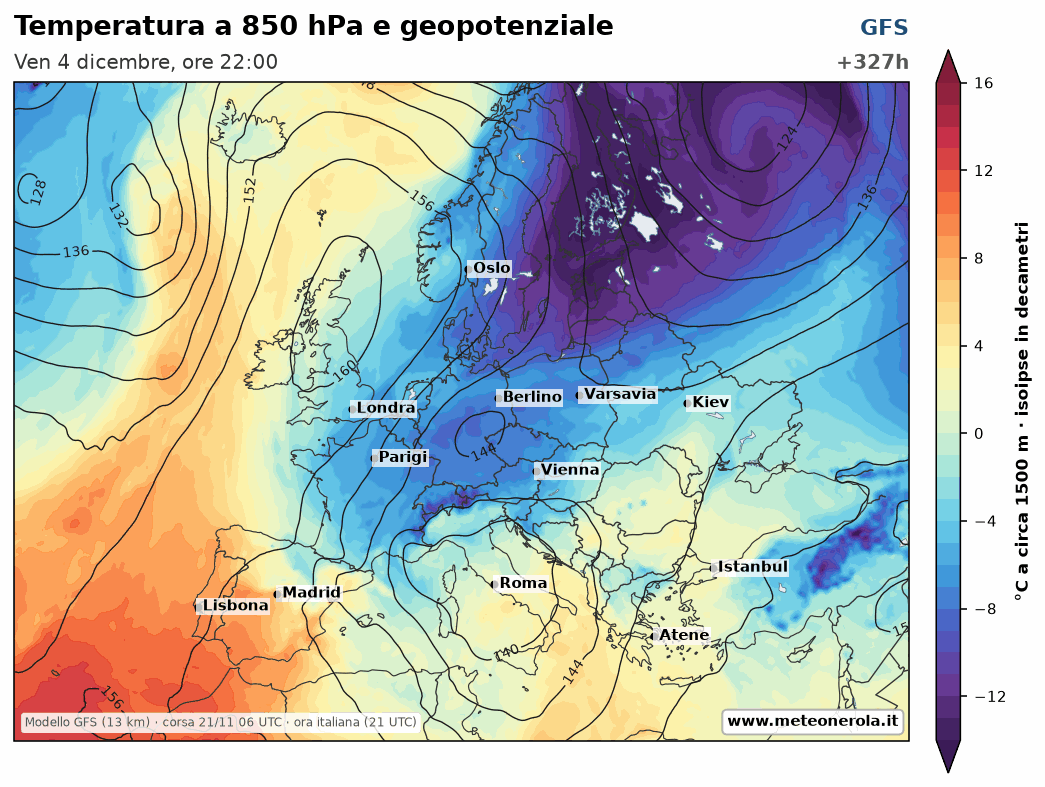 Temperatura a 850 hPa e geopotenziale
GFS
Ven 4 dicembre, ore 22:00
+327h
16
12
8
4
0
−4
−8
−12
°C a circa 1500 m · isoipse in decametri
124
128
132
136
136
152
156
160
144
140
144
156
Oslo
Londra
Berlino
Varsavia
Kiev
Parigi
Vienna
Istanbul
Madrid
Roma
Lisbona
Atene
Modello GFS (13 km) · corsa 21/11 06 UTC · ora italiana (21 UTC)
www.meteonerola.it